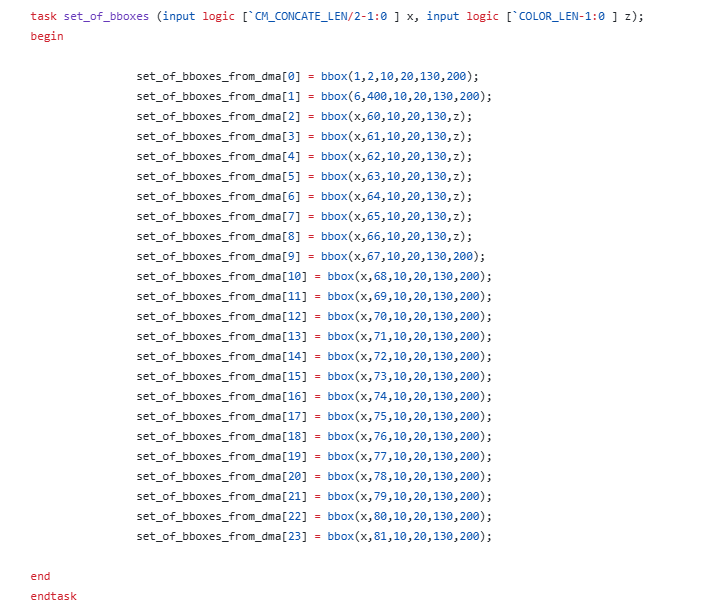 task set_of_bboxes (input logic [`CM_CONCATE_LEN/2-1:0 ] x, input logic [`COLOR_LEN-1:0 ] z);
begin
set_of_bboxes_from_dma[0] = bbox(1,2,10,20,130,200);
set_of_bboxes_from_dma[1] = bbox(6,400,10,20,130,200);
set_of_bboxes_from_dma[2] = bbox(x,60,10,20,130,z);
set_of_bboxes_from_dma[3] = bbox(x,61,10,20,130,z);
set_of_bboxes_from_dma[4] = bbox(x,62,10,20,130,z);
set_of_bboxes_from_dma[5] = bbox(x,63,10,20,130,z);
set_of_bboxes_from_dma[6] = bbox(x,64,10,20,130,z);
set_of_bboxes_from_dma[7] = bbox(x,65,10,20,130,z);
set_of_bboxes_from_dma[8] = bbox(x,66,10,20,130,z);
set_of_bboxes_from_dma[9] = bbox(x,67,10,20,130,200);
set_of_bboxes_from_dma[10] = bbox(x,68,10,20,130,200);
set_of_bboxes_from_dma[11] = bbox(x,69,10,20,130,200);
set_of_bboxes_from_dma[12] = bbox(x,70,10,20,130,200);
set_of_bboxes_from_dma[13] = bbox(x,71,10,20,130,200);
set_of_bboxes_from_dma[14] = bbox(x,72,10,20,130,200);
set_of_bboxes_from_dma[15] = bbox(x,73,10,20,130,200);
set_of_bboxes_from_dma[16] = bbox(x,74,10,20,130,200);
set_of_bboxes_from_dma[17] = bbox(x,75,10,20,130,200);
set_of_bboxes_from_dma[18] = bbox(x,76,10,20,130,200);
set_of_bboxes_from_dma[19] = bbox(x,77,10,20,130,200);
set_of_bboxes_from_dma[20] = bbox(x,78,10,20,130,200);
set_of_bboxes_from_dma[21] = bbox(x,79,10,20,130,200);
set_of_bboxes_from_dma[22] = bbox(x,80,10,20,130,200);
set_of_bboxes_from_dma[23] = bbox(x,81,10,20,130,200);
end
endtask